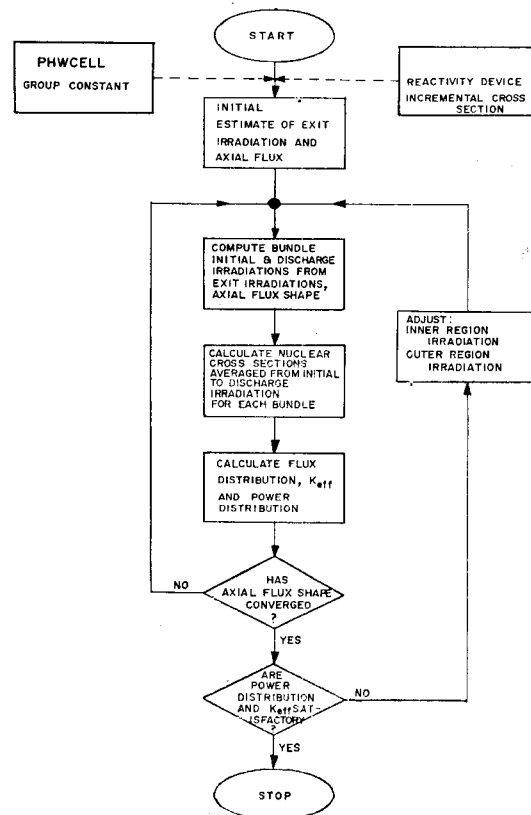 START
PHWCELL
GROUP CONSTANT
REACTIVITY DEVICE
INCREMENTAL CROSS
SECTION
INITIAL
ESTIMATE OF EXIT
IRRADIATION AND
AXIAL FLUX
COMPUTE BUNDLE
INITIAL & DISCHARGE
IRRADIATIONS FROM
EXIT IRRADIATIONS,
AXIAL FLUX SHAPE
ADJUST:
INNER REGION
IRRADIATION
OUTER REGION
IRRADIATION
CALCULATE NUCLEAR
CROSS SECTIONS
AVERAGED FROM INITIAL
TO DISCHARGE
IRRADIATION
FOR EACH BUNDLE
CALCULATE FLUX
DISTRIBUTION, Keff
AND POWER
DISTRIBUTION
NO
HAS
AXIAL FLUX SHAPE
CONVERGED
?
YES
ARE
POWER
DISTRIBUTION
AND Keff SAT-
ISFACTORY
?
NO
YES
STOP